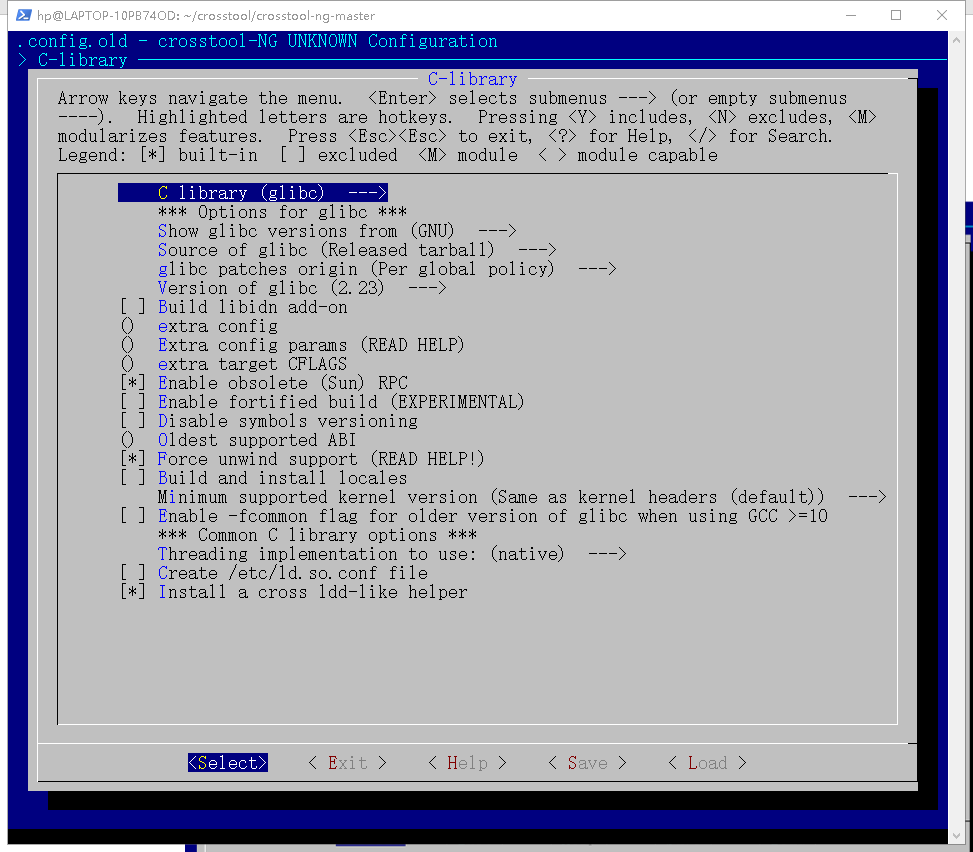 hp@LAPTOP-10PB74OD: ~/crosstool/crosstool-ng-master
.config.old - crosstool-NG UNKNOWN Configuration
> C-library
C-library
Arrow keys navigate the menu.  <Enter> selects submenus ---> (or empty submenus
----).  Highlighted letters are hotkeys.  Pressing <Y> includes, <N> excludes, <M>
modularizes features.  Press <Esc><Esc> to exit, <?> for Help, </> for Search.
Legend: [*] built-in  [ ] excluded  <M> module  < > module capable
C library (glibc)  --->
*** Options for glibc ***
Show glibc versions from (GNU)  --->
Source of glibc (Released tarball)  --->
glibc patches origin (Per global policy)  --->
Version of glibc (2.23)  --->
[ ] Build libidn add-on
() extra config
() Extra config params (READ HELP)
() extra target CFLAGS
[*] Enable obsolete (Sun) RPC
[ ] Enable fortified build (EXPERIMENTAL)
[ ] Disable symbols versioning
() Oldest supported ABI
[*] Force unwind support (READ HELP!)
[ ] Build and install locales
Minimum supported kernel version (Same as kernel headers (default))  --->
[ ] Enable -fcommon flag for older version of glibc when using GCC >=10
*** Common C library options ***
Threading implementation to use: (native)  --->
[ ] Create /etc/ld.so.conf file
[*] Install a cross ldd-like helper
<Select>    < Exit >    < Help >    < Save >    < Load >